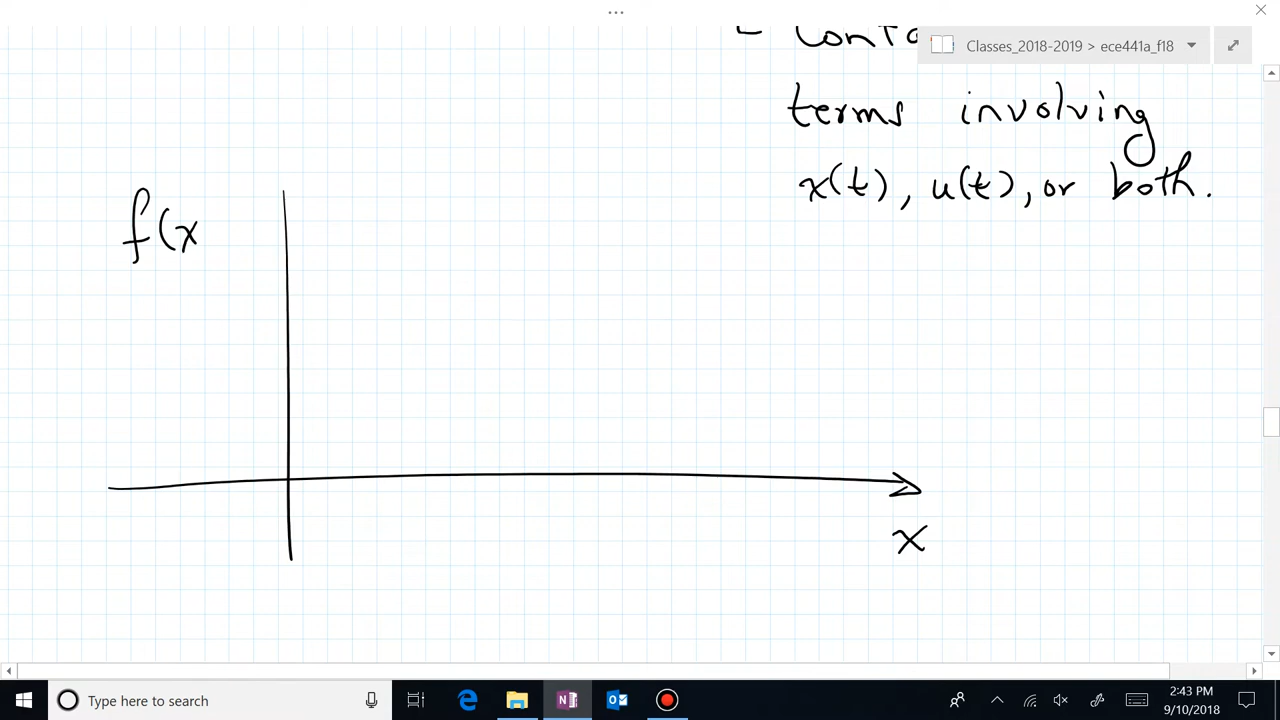 Classes_2018-2019 > ece441a_f18
terms involving
x(t), u(t), or both.
f(x
x
Type here to search
2:43 PM
9/10/2018